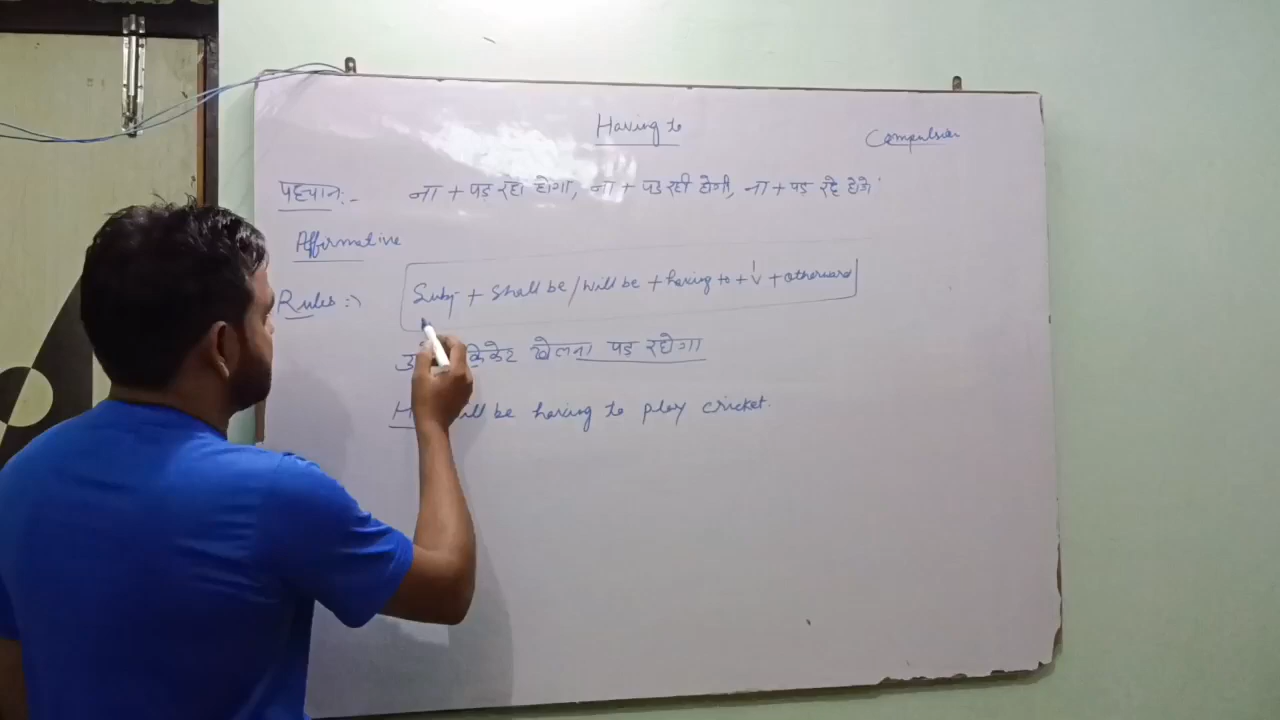 Having to
Compulsion
पहचान:-
ना + पड़ रहा होगा, ना + पड़ रही होगी, ना + पड़ रहे होंगे
Affirmative
Rules :→
Subj + Shall be / will be + having to + V¹ + otherword
क्रिकेट खेलना पड़ रहोगा
be having to play cricket.